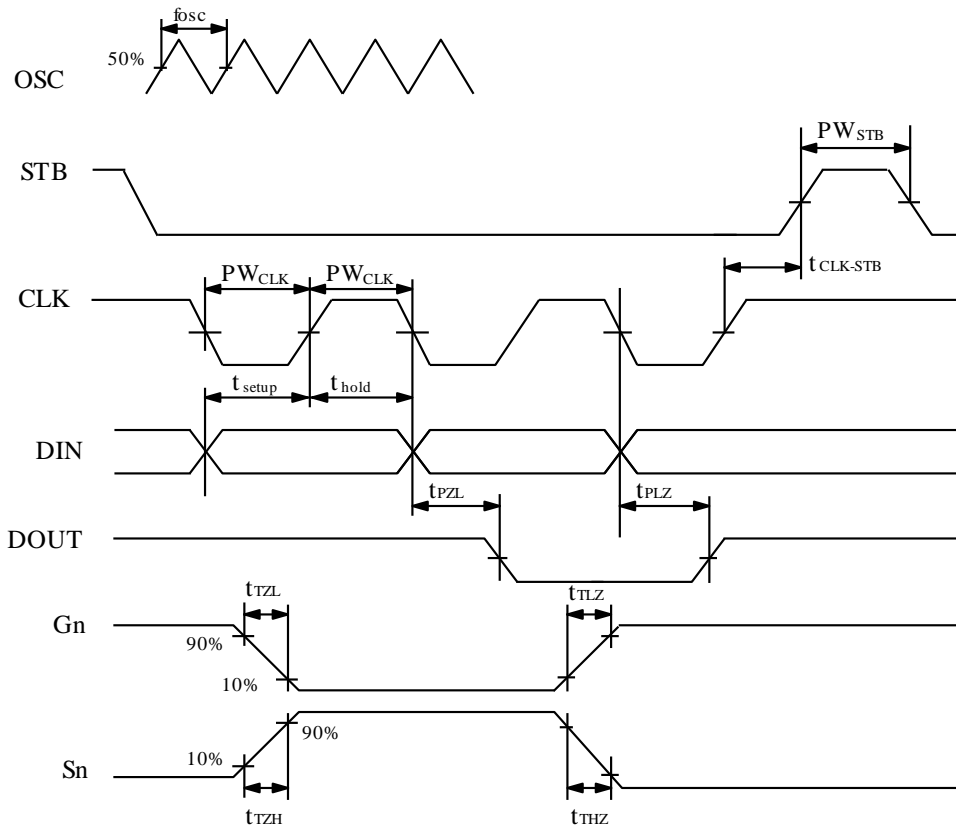 fosc
50%
OSC
PWSTB
STB
tCLK-STB
PWCLK PWCLK
CLK
tsetup thold
DIN
tPZL tPLZ
DOUT
tTZL tTLZ
Gn
90%
10%
90%
10%
Sn
tTZH tTHZ